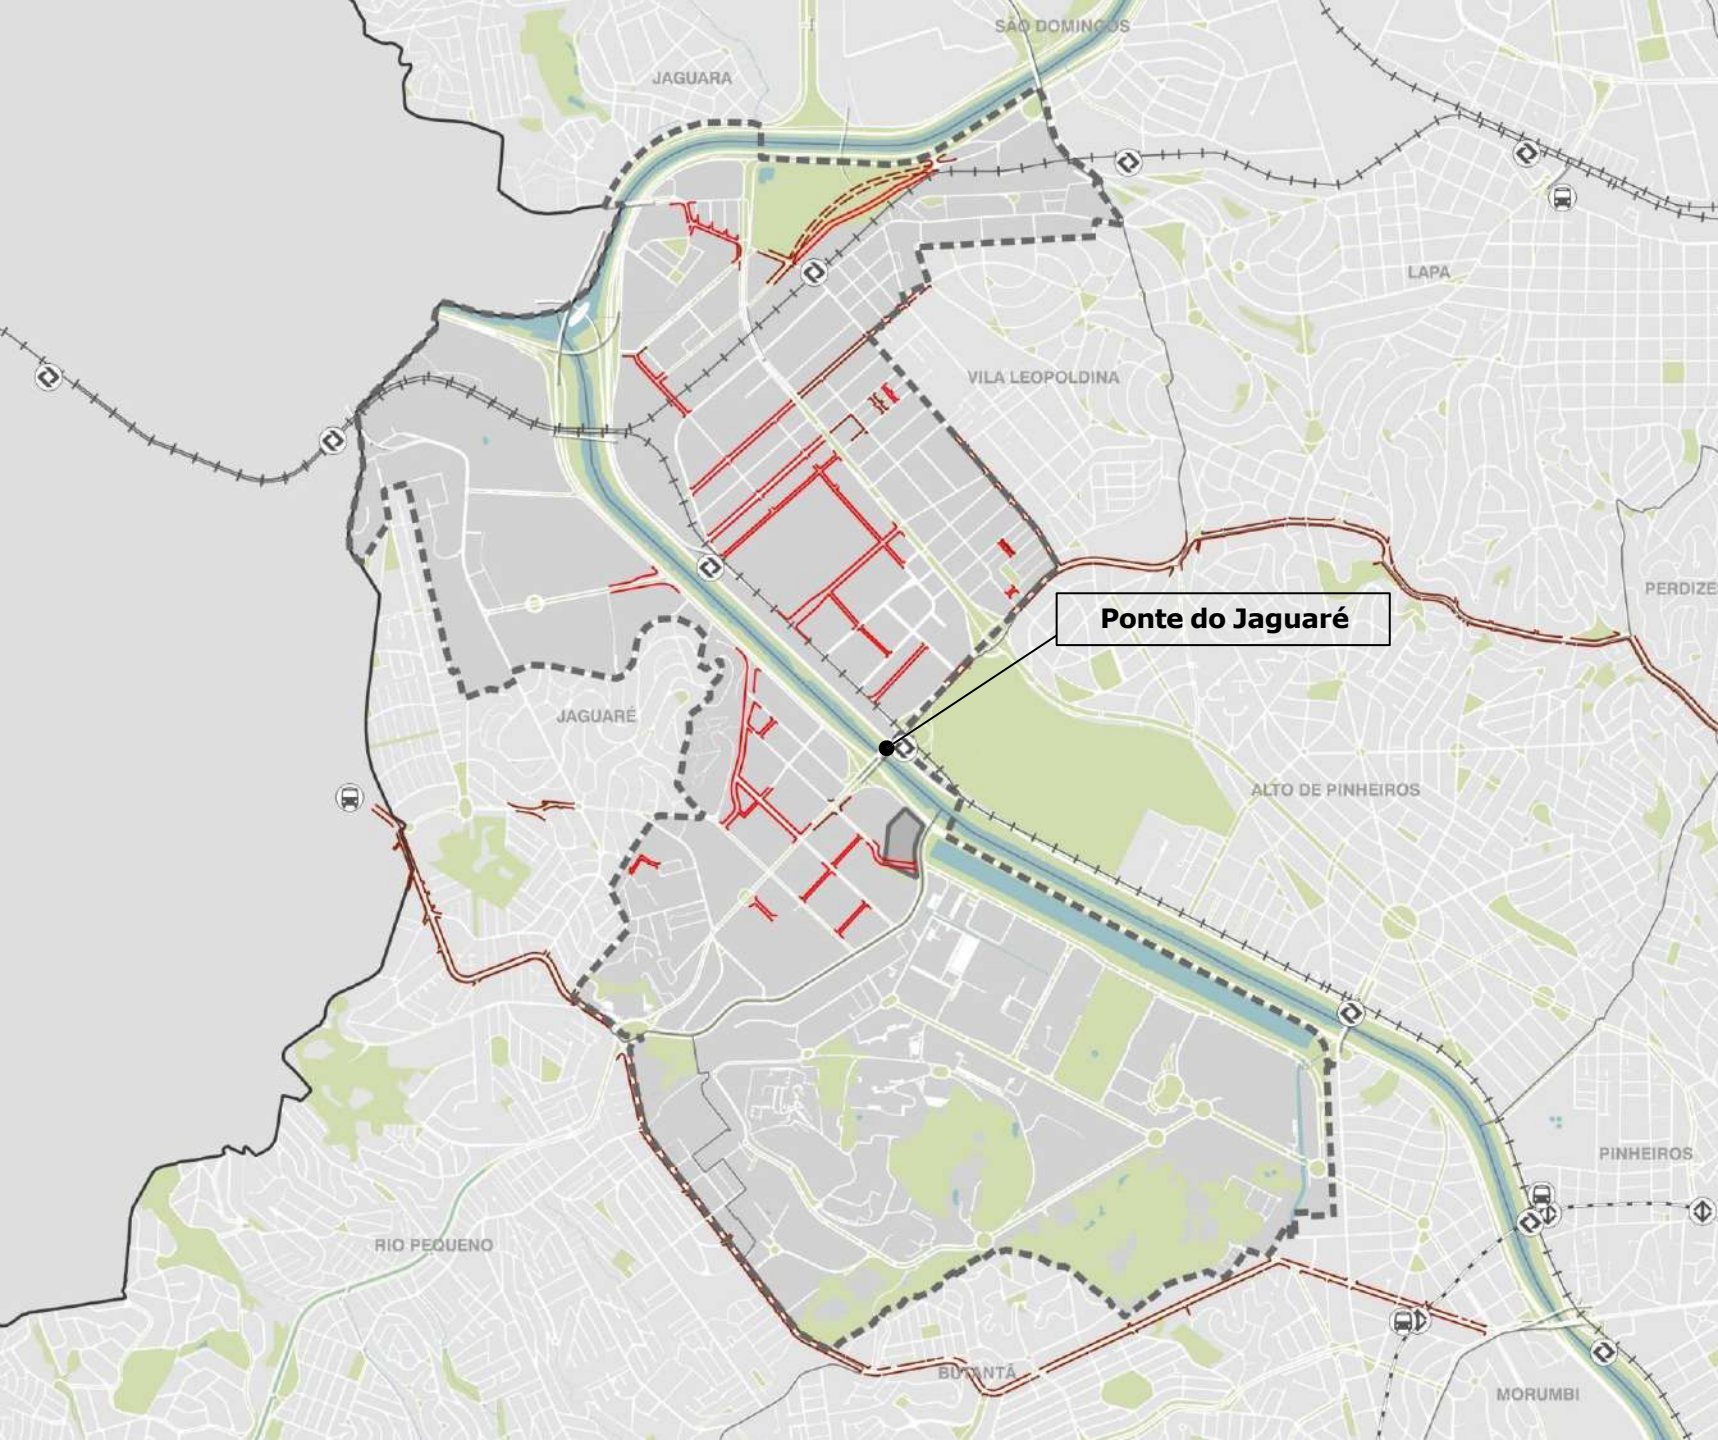 SÃO DOMINGOS
JAGUARA
LAPA
VILA LEOPOLDINA
PERDIZE
Ponte do Jaguaré
JAGUARÉ
ALTO DE PINHEIROS
PINHEIROS
RIO PEQUENO
BUTANTÃ
MORUMBI